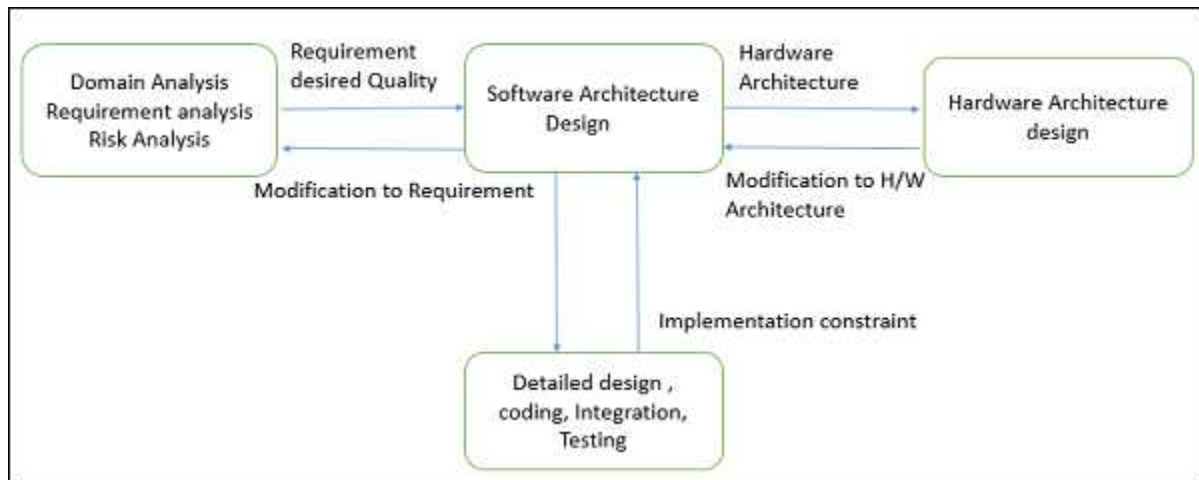 Domain Analysis
Requirement analysis
Risk Analysis
Requirement
desired Quality
Modification to Requirement
Software Architecture
Design
Hardware
Architecture
Modification to H/W
Architecture
Hardware Architecture
design
Implementation constraint
Detailed design ,
coding, Integration,
Testing